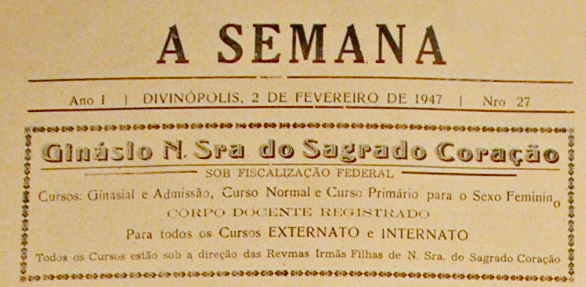 A SEMANA
Ano I | DIVINÓPOLIS, 2 DE FEVEREIRO DE 1947 | Nro 27
Ginásio N. Sra do Sagrado Coração
SOB FISCALIZAÇÃO FEDERAL
Cursos: Ginasial e Admissão, Curso Normal e Curso Primário para o Sexo Feminino
CORPO DOCENTE REGISTRADO
Para todos os Cursos EXTERNATO e INTERNATO
Todos os Cursos estão sob a direção das Revmas Irmãs Filhas de N. Sra. do Sagrado Coração